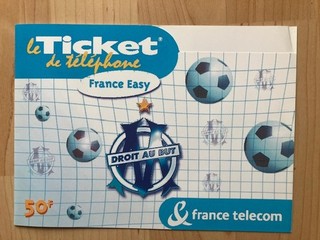 le Ticket®
de téléphone
France Easy
DROIT AU BUT
50F
& france telecom